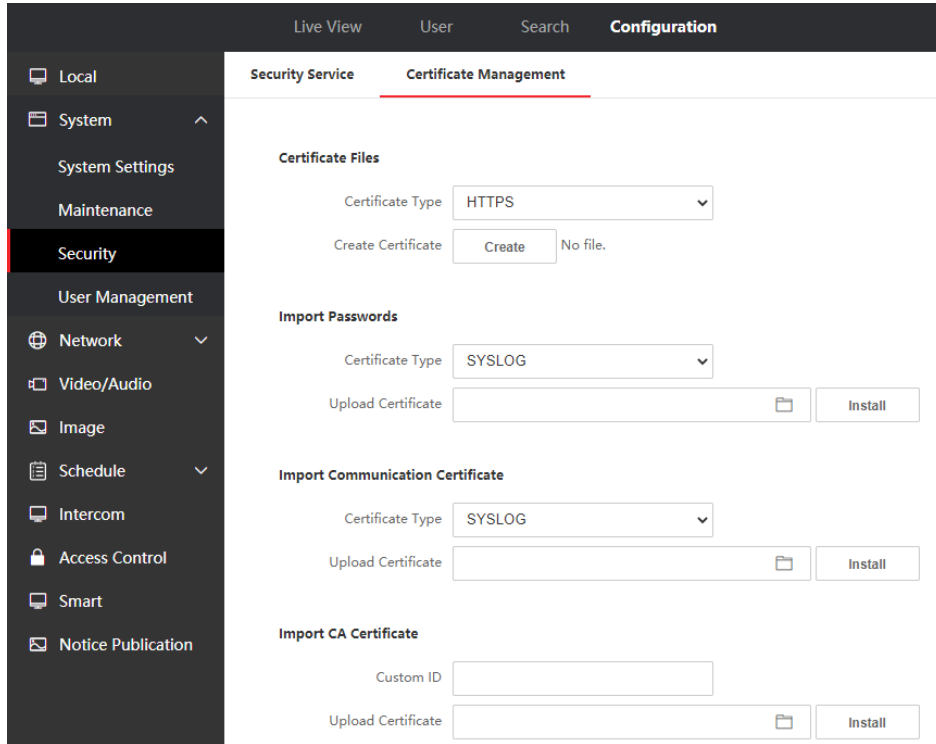 Live View User Search Configuration
Local
System
System Settings
Maintenance
Security
User Management
Network
Video/Audio
Image
Schedule
Intercom
Access Control
Smart
Notice Publication
Security Service Certificate Management
Certificate Files
Certificate Type HTTPS
Create Certificate Create No file.
Import Passwords
Certificate Type SYSLOG
Upload Certificate Install
Import Communication Certificate
Certificate Type SYSLOG
Upload Certificate Install
Import CA Certificate
Custom ID
Upload Certificate Install